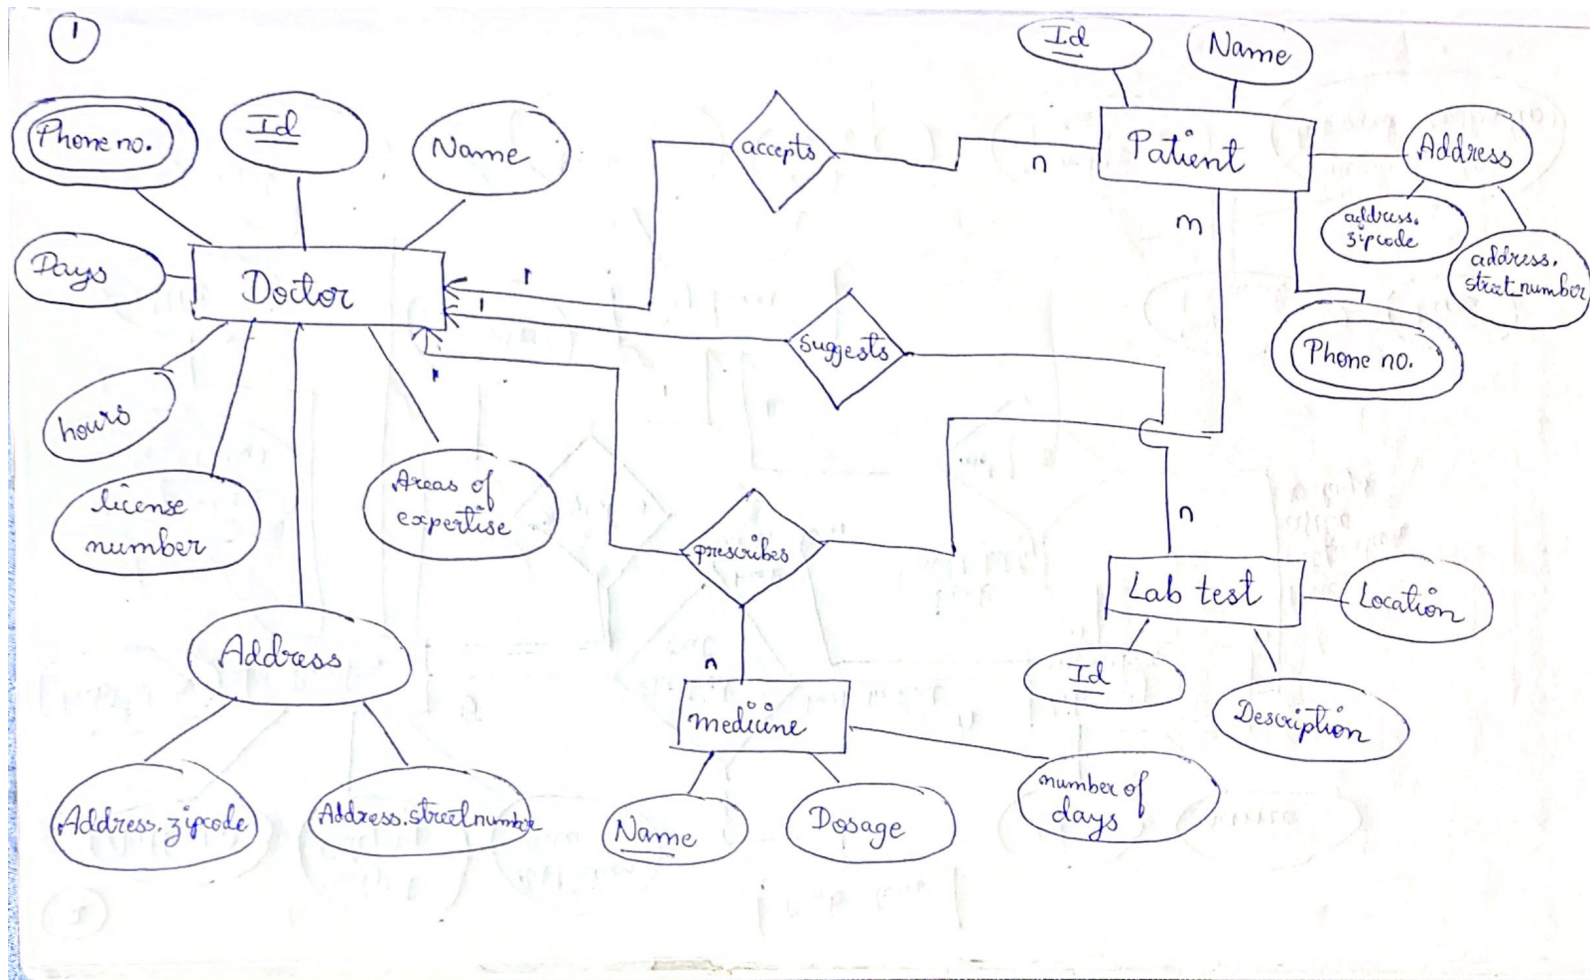 1
Id
Name
Phone no.
Id
Name
accepts
n
Patient
Address
address.
zipcode
address.
street_number
m
Days
Doctor
1
1
Suggests
Phone no.
1
hours
license
number
Areas of
expertise
prescribes
n
Lab test
Location
Address
n
Id
Description
medicine
Address.zipcode
Address.streetnumber
Name
Dosage
number of
days